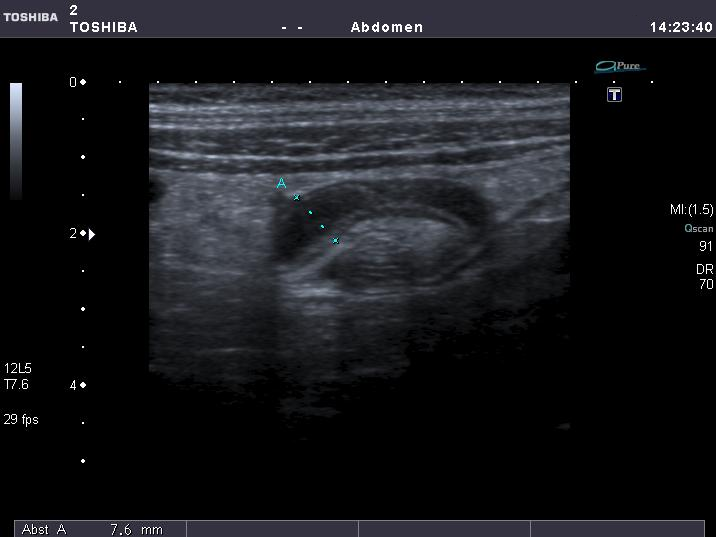 TOSHIBA
2
TOSHIBA - - Abdomen 14:23:40
APure
T
0
A
MI:(1.5)
2
Qscan
91
DR
70
12L5
T7.6
4
29 fps
Abst A 7.6 mm